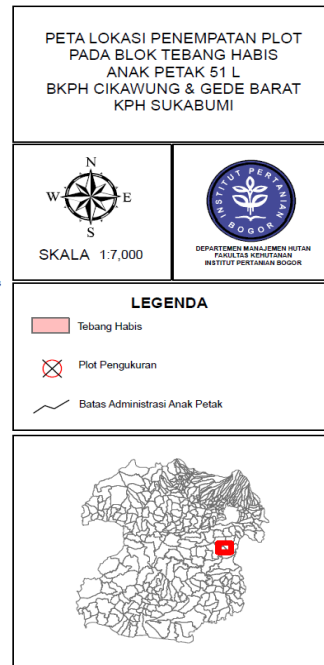 PETA LOKASI PENEMPATAN PLOT
PADA BLOK TEBANG HABIS
ANAK PETAK 51 L
BKPH CIKAWUNG & GEDE BARAT
KPH SUKABUMI
N
W E
S
SKALA 1:7,000
INSTITUT PERTANIAN
BOGOR
DEPARTEMEN MANAJEMEN HUTAN
FAKULTAS KEHUTANAN
INSTITUT PERTANIAN BOGOR
LEGENDA
Tebang Habis
Plot Pengukuran
Batas Administrasi Anak Petak